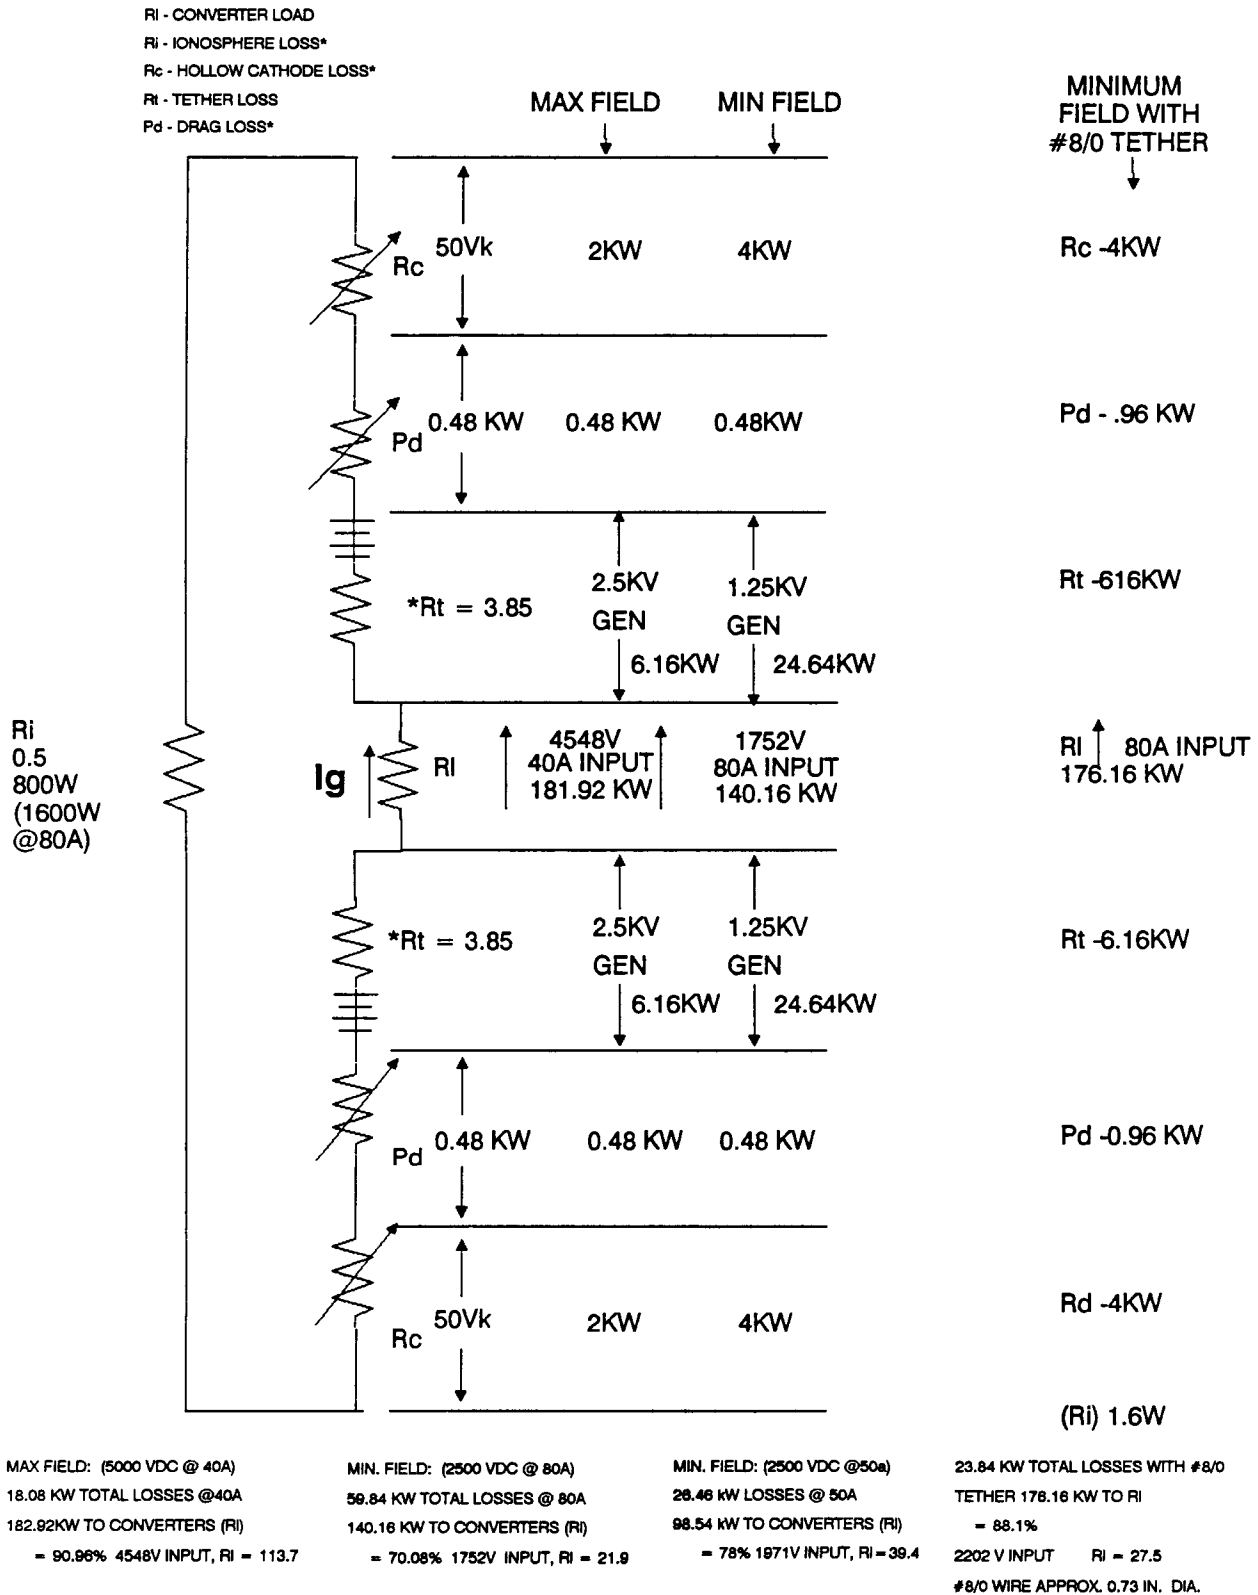 Rl - CONVERTER LOAD
Ri - IONOSPHERE LOSS*
Rc - HOLLOW CATHODE LOSS*
Rt - TETHER LOSS
Pd - DRAG LOSS*
MAX FIELD
MIN FIELD
MINIMUM
FIELD WITH
#8/0 TETHER
Rc
50Vk
2KW
4KW
Rc -4KW
Pd
0.48 KW
0.48 KW
0.48KW
Pd - .96 KW
*Rt = 3.85
2.5KV
GEN
6.16KW
1.25KV
GEN
24.64KW
Rt -616KW
Ri
0.5
800W
(1600W
@80A)
Ig
Rl
4548V
40A INPUT
181.92 KW
1752V
80A INPUT
140.16 KW
Rl 80A INPUT
176.16 KW
*Rt = 3.85
2.5KV
GEN
6.16KW
1.25KV
GEN
24.64KW
Rt -6.16KW
Pd
0.48 KW
0.48 KW
0.48 KW
Pd -0.96 KW
Rc
50Vk
2KW
4KW
Rd -4KW
(Ri) 1.6W
MAX FIELD: (5000 VDC @ 40A)
18.08 KW TOTAL LOSSES @40A
182.92KW TO CONVERTERS (Rl)
= 90.96% 4548V INPUT, Rl = 113.7
MIN. FIELD: (2500 VDC @ 80A)
59.84 KW TOTAL LOSSES @ 80A
140.16 KW TO CONVERTERS (Rl)
= 70.08% 1752V INPUT, Rl = 21.9
MIN. FIELD: (2500 VDC @50a)
26.46 kW LOSSES @ 50A
98.54 kW TO CONVERTERS (Rl)
= 78% 1971V INPUT, Rl = 39.4
23.84 KW TOTAL LOSSES WITH #8/0
TETHER 176.16 KW TO Rl
= 88.1%
2202 V INPUT Rl = 27.5
#8/0 WIRE APPROX. 0.73 IN. DIA.